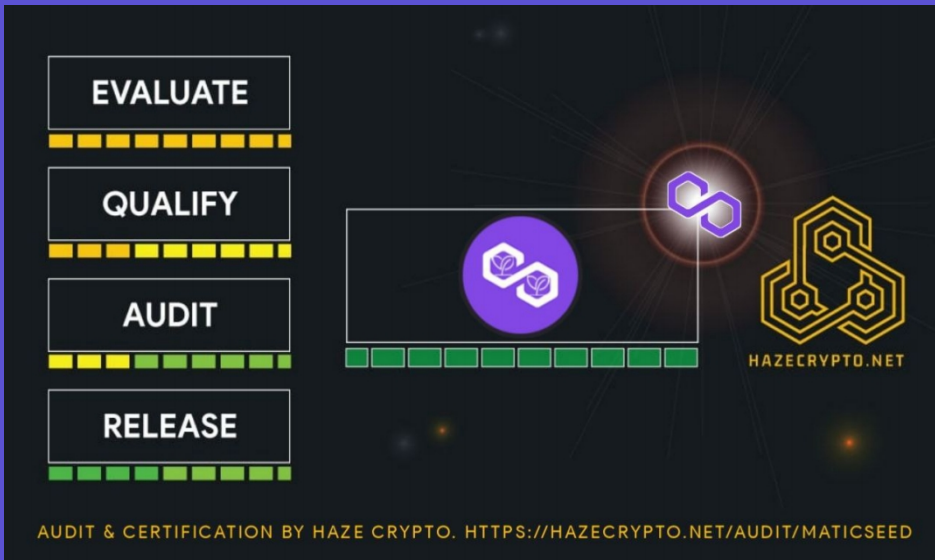 EVALUATE
QUALIFY
AUDIT
RELEASE
HAZECRYPTO.NET
AUDIT & CERTIFICATION BY HAZE CRYPTO. HTTPS://HAZECRYPTO.NET/AUDIT/MATICSEED